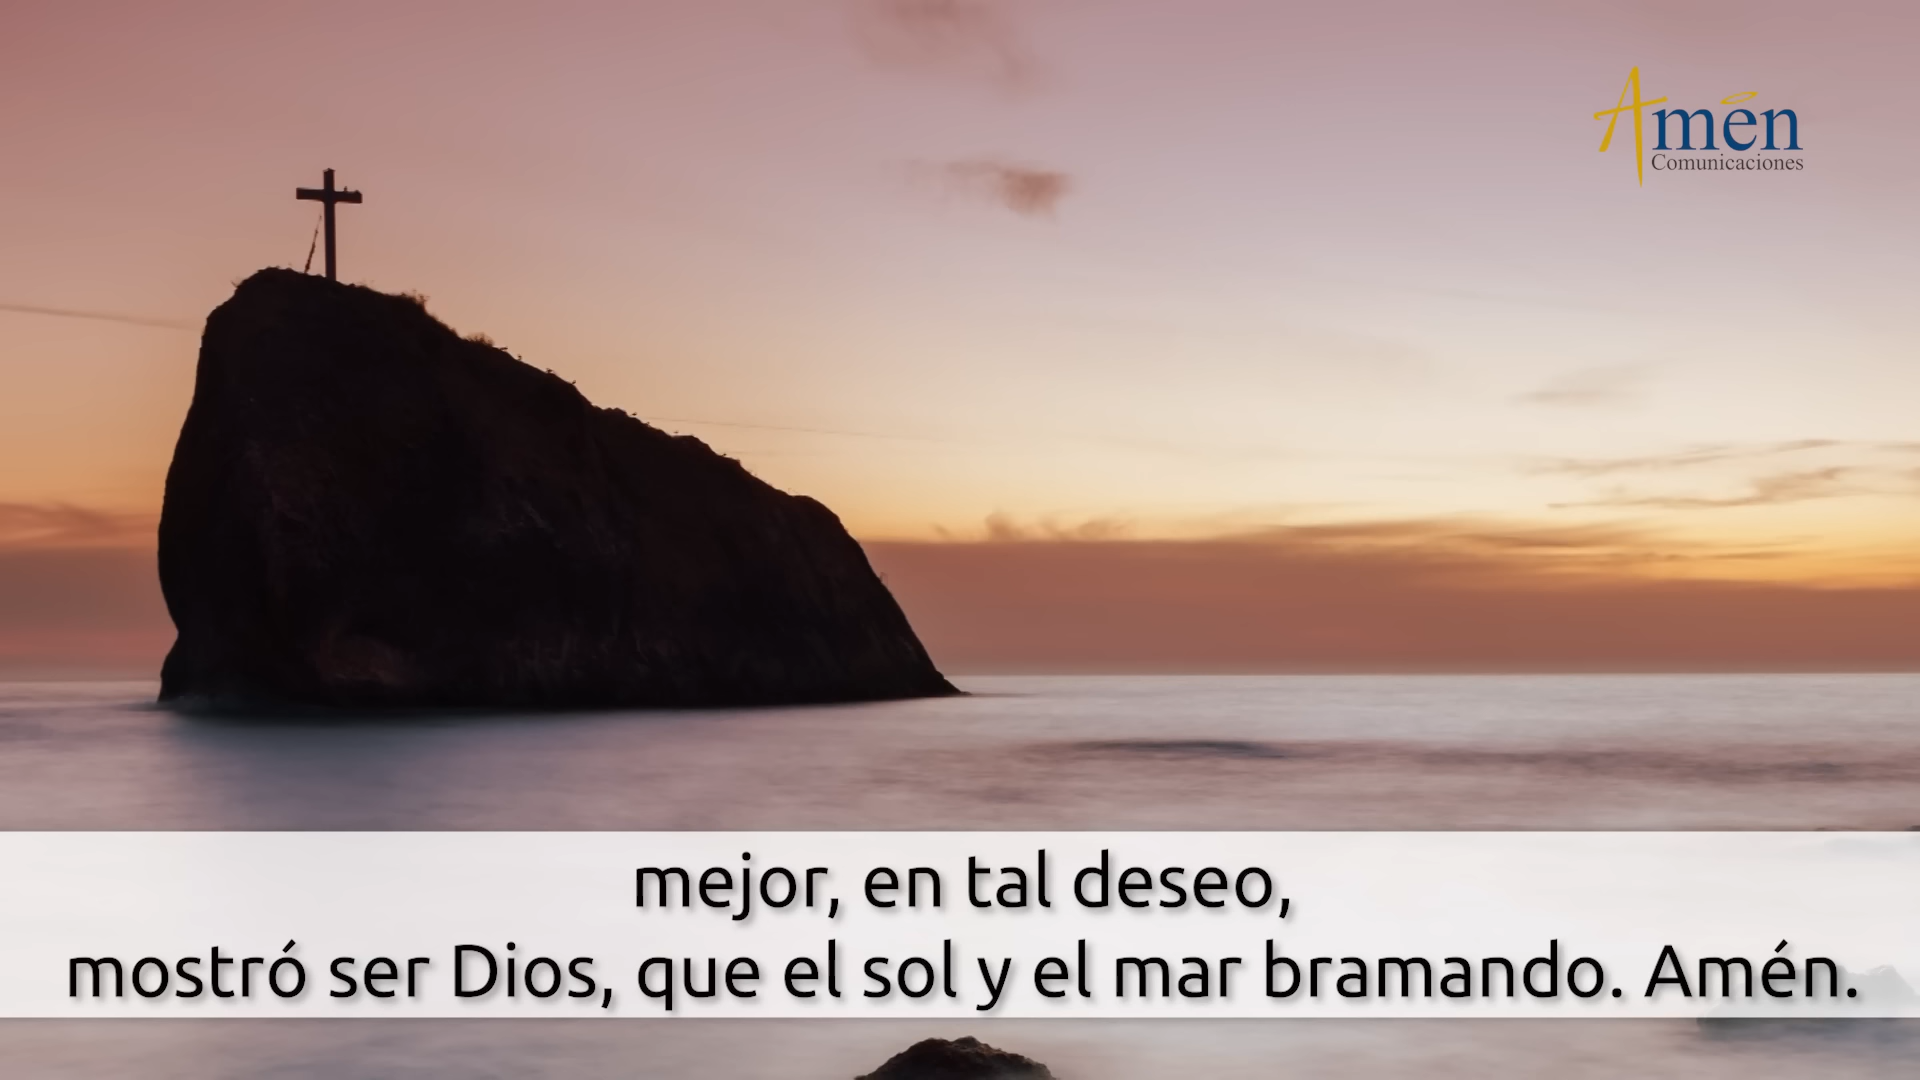 Amén
Comunicaciones
mejor, en tal deseo,
mostró ser Dios, que el sol y el mar bramando. Amén.